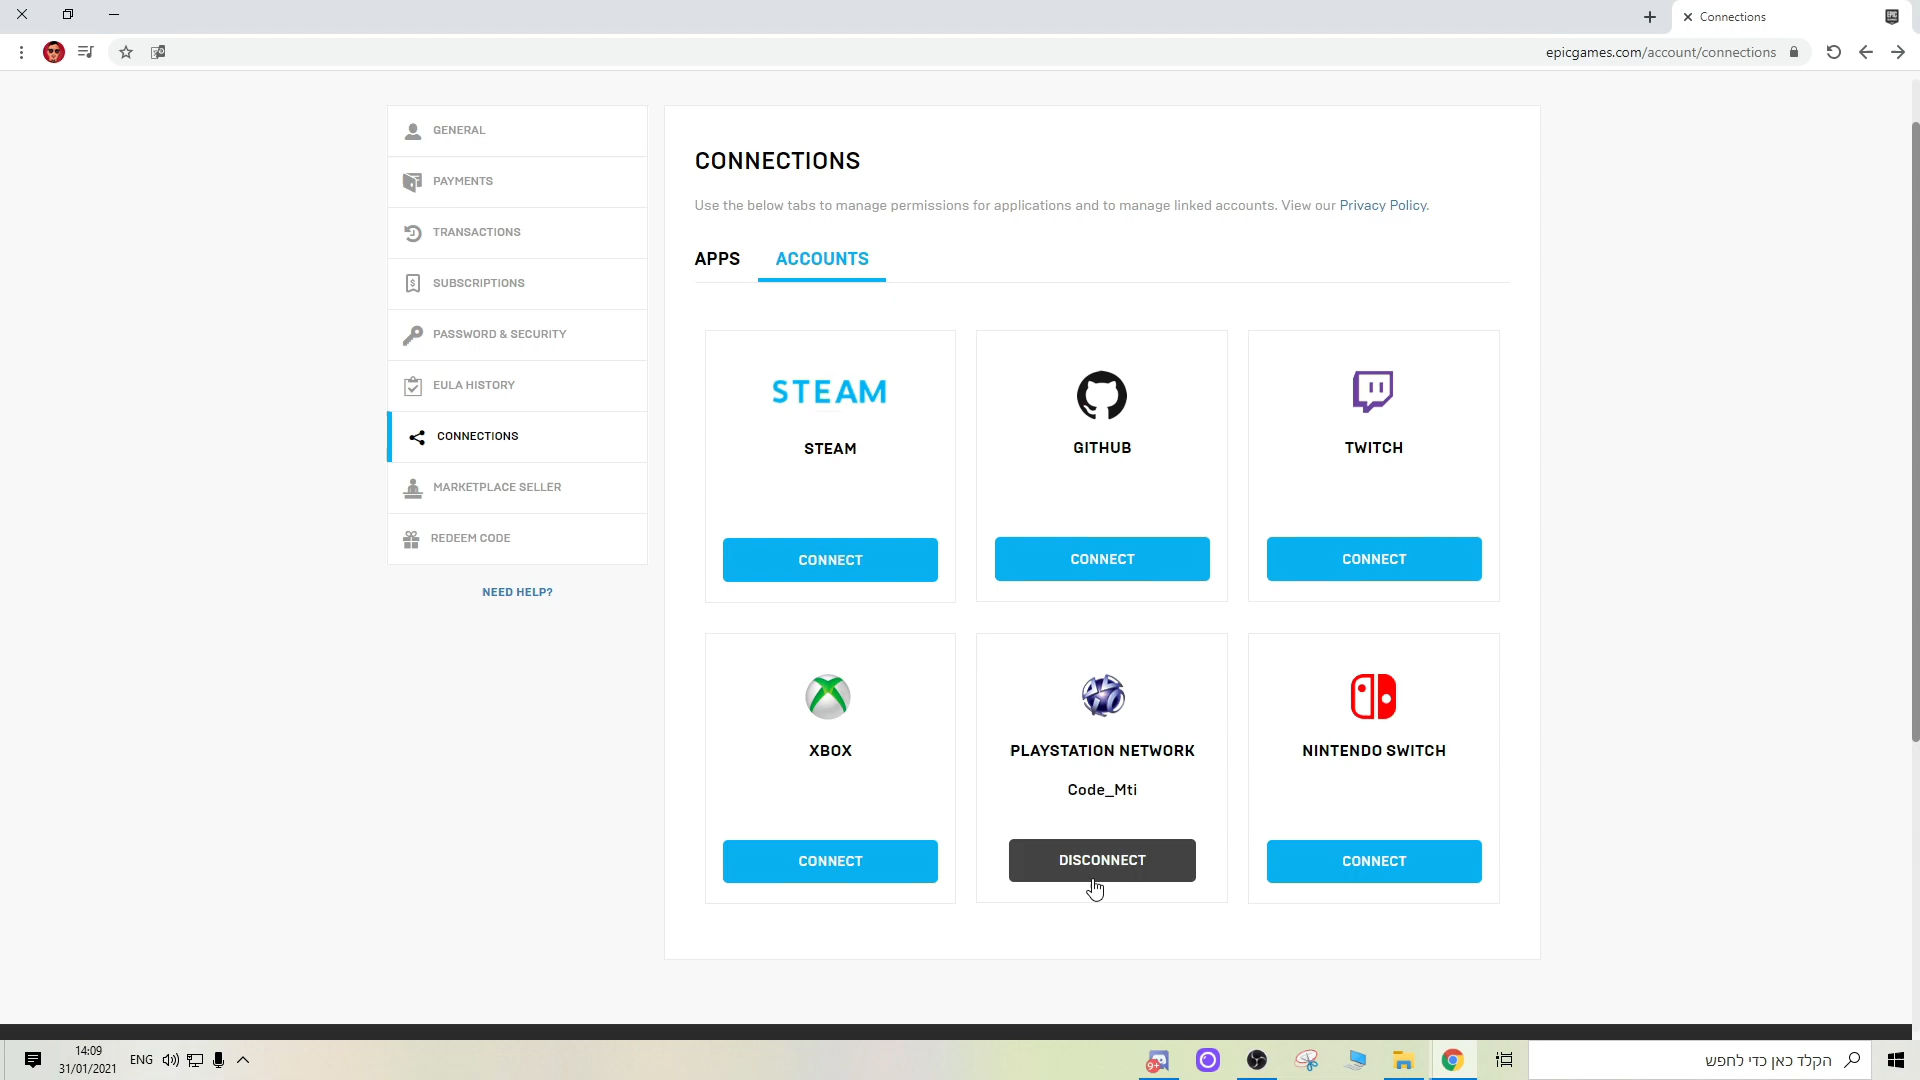 Connections
epicgames.com/account/connections
GENERAL
PAYMENTS
TRANSACTIONS
SUBSCRIPTIONS
PASSWORD & SECURITY
EULA HISTORY
CONNECTIONS
MARKETPLACE SELLER
REDEEM CODE
NEED HELP?
CONNECTIONS
Use the below tabs to manage permissions for applications and to manage linked accounts. View our Privacy Policy.
APPS ACCOUNTS
STEAM
STEAM
CONNECT
GITHUB
CONNECT
TWITCH
CONNECT
XBOX
CONNECT
PLAYSTATION NETWORK
Code_Mti
DISCONNECT
NINTENDO SWITCH
CONNECT
14:09
31/01/2021
ENG
9+
הקלד כאן כדי לחפש